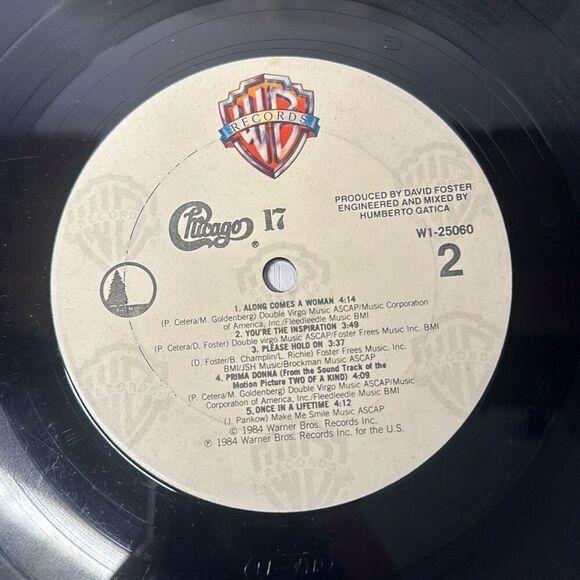 WB
RECORDS
Chicago 17
®
PRODUCED BY DAVID FOSTER
ENGINEERED AND MIXED BY
HUMBERTO GATICA
W1-25060
2
1. ALONG COMES A WOMAN 4:14
(P. Cetera/M. Goldenberg) Double Virgo Music ASCAP/Music Corporation
of America, Inc./Fleedleedle Music BMI
2. YOU'RE THE INSPIRATION 3:49
(P. Cetera/D. Foster) Double virgo Music ASCAP/Foster Frees Music Inc. BMI
3. PLEASE HOLD ON 3:37
(D. Foster/B. Champlin/L. Richie) Foster Frees Music, Inc.
BMI/JSH Music/Brockman Music ASCAP
4. PRIMA DONNA (From the Sound Track of the
Motion Picture TWO OF A KIND) 4:09
(P. Cetera/M. Goldenberg) Double Virgo Music ASCAP/Music
Corporation of America, Inc./Fleedleedle Music BMI
5. ONCE IN A LIFETIME 4:12
(J. Pankow) Make Me Smile Music ASCAP
© 1984 Warner Bros. Records Inc.
℗ 1984 Warner Bros. Records Inc. for the U.S.